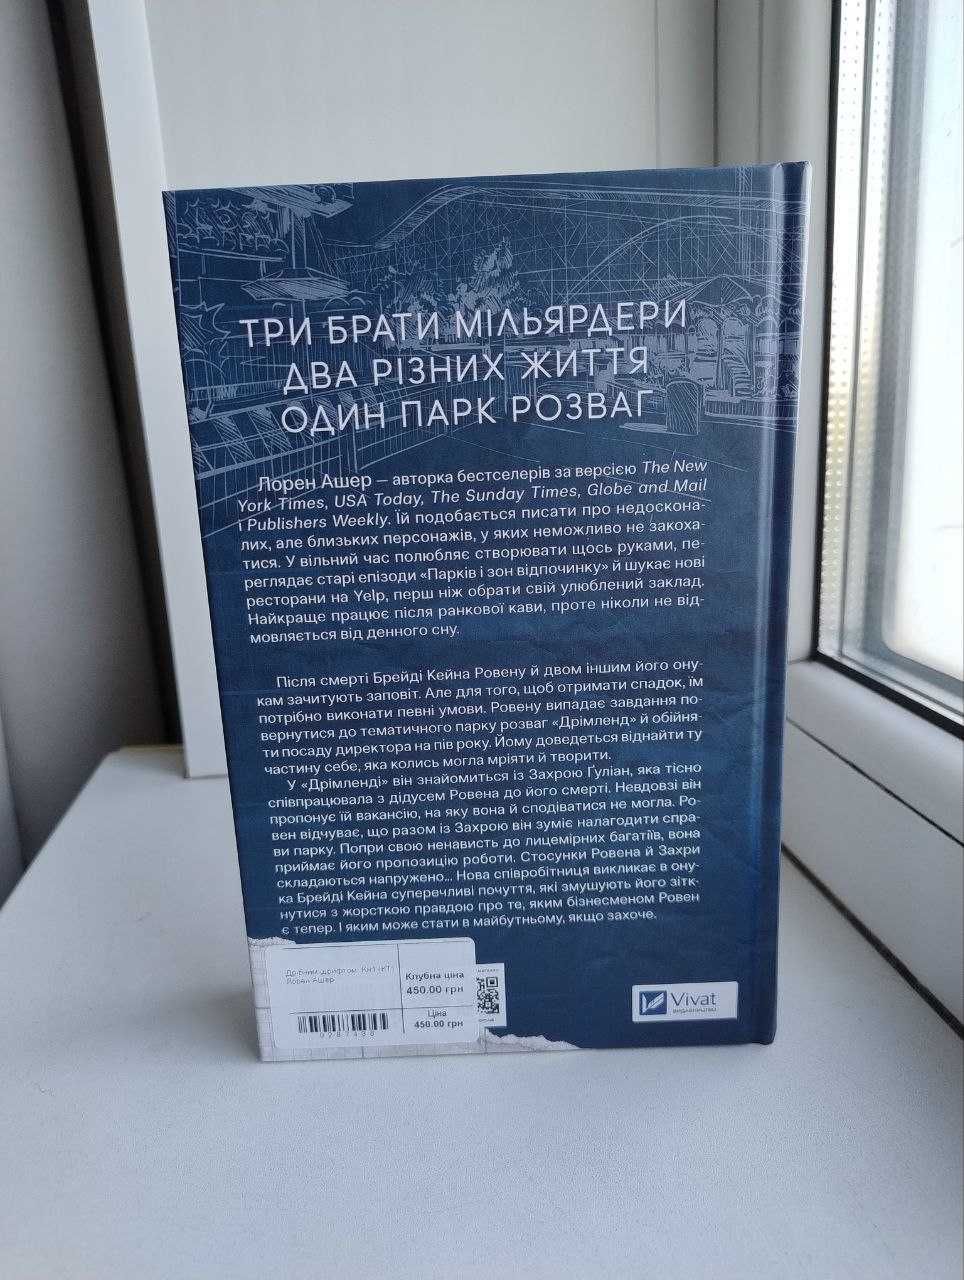 ТРИ БРАТИ МІЛЬЯРДЕРИ
ДВА РІЗНИХ ЖИТТЯ
ОДИН ПАРК РОЗВАГ
Лорен Ашер — авторка бестселерів за версією The New
York Times, USA Today, The Sunday Times, Globe and Mail
і Publishers Weekly. Їй подобається писати про недоскона-
лих, але близьких персонажів, у яких неможливо не закоха-
тися. У вільний час полюбляє створювати щось руками, пе-
реглядає старі епізоди «Парків і зон відпочинку» й шукає нові
ресторани на Yelp, перш ніж обрати свій улюблений заклад.
Найкраще працює після ранкової кави, проте ніколи не від-
мовляється від денного сну.
Після смерті Брейді Кейна Ровену й двом іншим його ону-
кам зачитують заповіт. Але для того, щоб отримати спадок, їм
потрібно виконати певні умови. Ровену випадає завдання по-
вернутися до тематичного парку розваг «Дрімленд» й обійня-
ти посаду директора на пів року. Йому доведеться віднайти ту
частину себе, яка колись могла мріяти й творити.
У «Дрімленді» він знайомиться із Захрою Ґуліан, яка тісно
співпрацювала з дідусем Ровена до його смерті. Невдовзі він
пропонує їй вакансію, на яку вона й сподіватися не могла. Ро-
вен відчуває, що разом із Захрою він зуміє налагодити спра-
ви парку. Попри свою ненависть до лицемірних багатіїв, вона
приймає його пропозицію роботи. Стосунки Ровена й Захри
складаються напружено... Нова співробітниця викликає в ону-
ка Брейді Кейна суперечливі почуття, які змушують його зітк-
нутися з жорсткою правдою про те, яким бізнесменом Ровен
є тепер. І яким може стати в майбутньому, якщо захоче.
Дрібним шрифтом. Кн.1
Лорен Ашер
Клубна ціна
450.00 грн
Ціна
450.00 грн
Vivat
видавництво